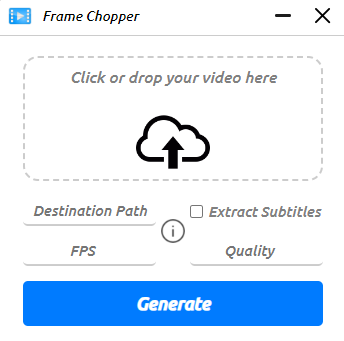 Frame Chopper
Click or drop your video here
Destination Path
Extract Subtitles
i
FPS
Quality
Generate